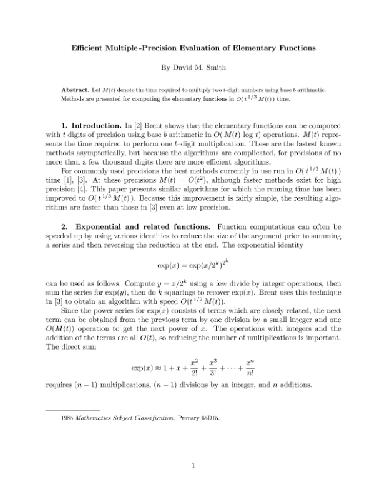 Efficient Multiple-Precision Evaluation of Elementary Functions
By David M. Smith
Abstract. Let M(t) denote the time required to multiply two t-digit numbers using base b arithmetic.
Methods are presented for computing the elementary functions in O( t^{1/3} M(t) ) time.
1. Introduction. In [2] Brent shows that the elementary functions can be computed
with t digits of precision using base b arithmetic in O( M(t) log t) operations. M(t) repre-
sents the time required to perform one t-digit multiplication. These are the fastest known
methods asymptotically, but because the algorithms are complicated, for precisions of no
more than a few thousand digits there are more efficient algorithms.
For commonly used precisions the best methods currently in use run in O( t^{1/2} M(t) )
time [1], [3]. At these precisions M(t) = O(t^2), although faster methods exist for high
precision [4]. This paper presents similar algorithms for which the running time has been
improved to O( t^{1/3} M(t) ). Because this improvement is fairly simple, the resulting algo-
rithms are faster than those in [3] even at low precision.
2. Exponential and related functions. Function computations can often be
speeded up by using various identities to reduce the size of the argument prior to summing
a series and then reversing the reduction at the end. The exponential identity
exp(x) = exp(x/2^k)^{2^k}
can be used as follows. Compute y = x/2^k using a few divide by integer operations, then
sum the series for exp(y), then do k squarings to recover exp(x). Brent uses this technique
in [3] to obtain an algorithm with speed O(t^{1/2} M(t)).
Since the power series for exp(x) consists of terms which are closely related, the next
term can be obtained from the previous term by one division by a small integer and one
O(M(t)) operation to get the next power of x. The operations with integers and the
addition of the terms are all O(t), so reducing the number of multiplications is important.
The direct sum
exp(x) ≈ 1 + x + x^2/2! + x^3/3! + ⋯ + x^n/n!
requires (n − 1) multiplications, (n − 1) divisions by an integer, and n additions.
1985 Mathematics Subject Classification. Primary
1